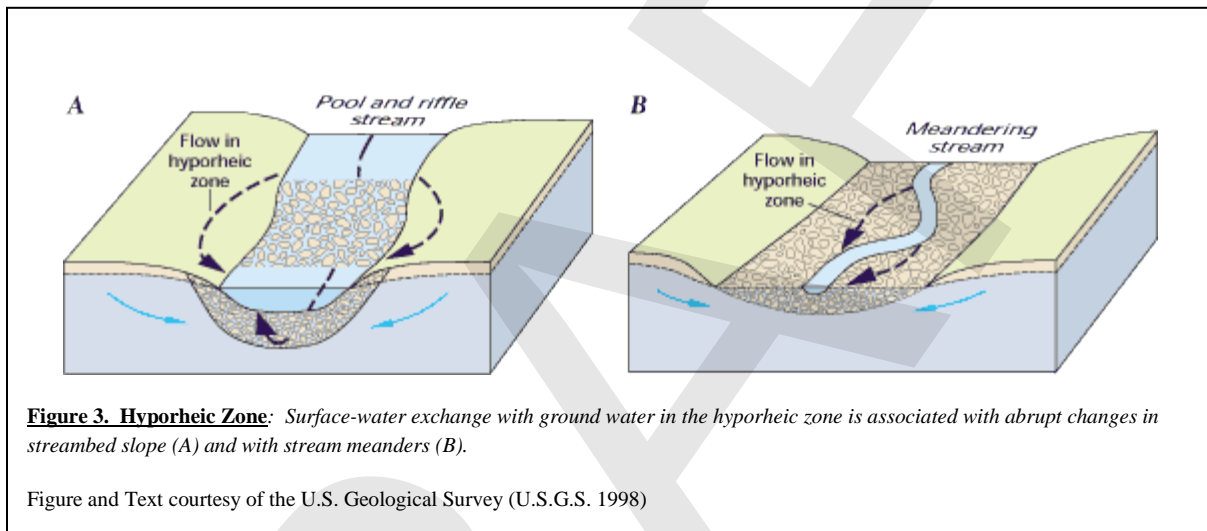 A
Pool and riffle
stream
Flow in
hyporheic
zone
B
Meandering
stream
Flow in
hyporheic
zone
Figure 3. Hyporheic Zone: Surface-water exchange with ground water in the hyporheic zone is associated with abrupt changes in
streambed slope (A) and with stream meanders (B).
Figure and Text courtesy of the U.S. Geological Survey (U.S.G.S. 1998)